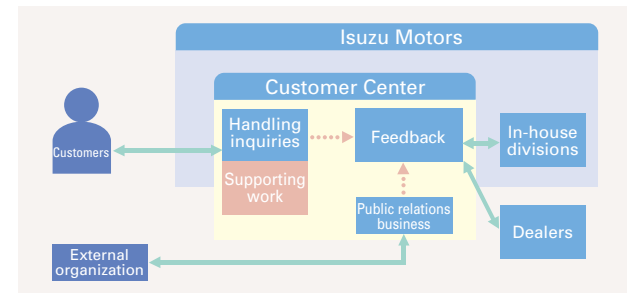 Isuzu Motors
Customer Center
Customers
Handling
inquiries
Supporting
work
Feedback
Public relations
business
In-house
divisions
Dealers
External
organization